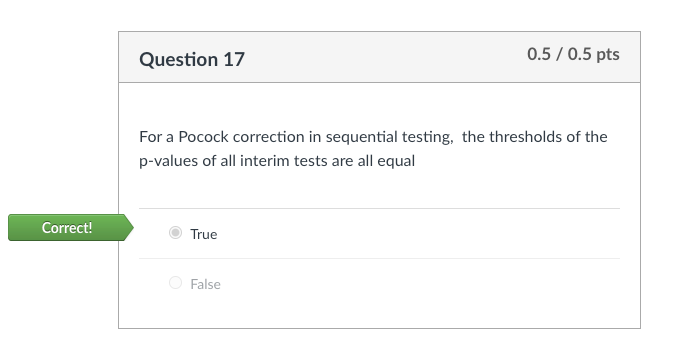 Question 17
0.5 / 0.5 pts
For a Pocock correction in sequential testing,  the thresholds of the
p-values of all interim tests are all equal
Correct!
True
False